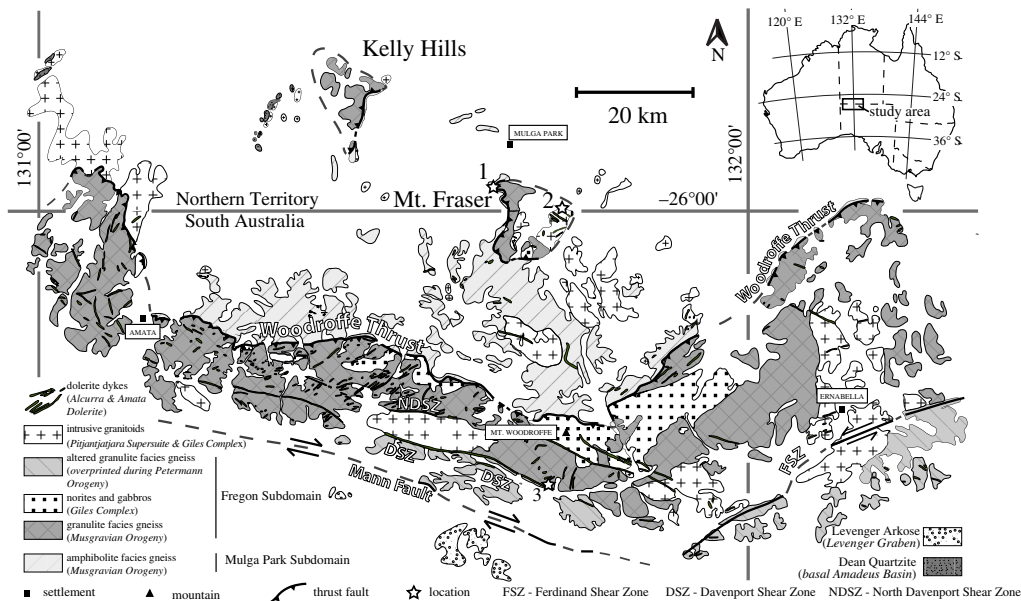 120° E
132° E
144° E
12° S
24° S
study area
36° S
Kelly Hills
N
20 km
MULGA PARK
131°00'
132°00'
1
Mt. Fraser
2
Northern Territory
South Australia
−26°00'
Woodroffe Thrust
AMATA
Woodroffe Thrust
NDSZ
MT. WOODROFFE
ERNABELLA
DSZ
DSZ
FSZ
Mann Fault
3
dolerite dykes
(Alcurra & Amata
Dolerite)
intrusive granitoids
(Pitjantjatjara Supersuite & Giles Complex)
altered granulite facies gneiss
(overprinted during Petermann
Orogeny)
norites and gabbros
(Giles Complex)
granulite facies gneiss
(Musgravian Orogeny)
amphibolite facies gneiss
(Musgravian Orogeny)
Fregon Subdomain
Mulga Park Subdomain
Levenger Arkose
(Levenger Graben)
Dean Quartzite
(basal Amadeus Basin)
settlement
mountain
thrust fault
location
FSZ - Ferdinand Shear Zone
DSZ - Davenport Shear Zone
NDSZ - North Davenport Shear Zone